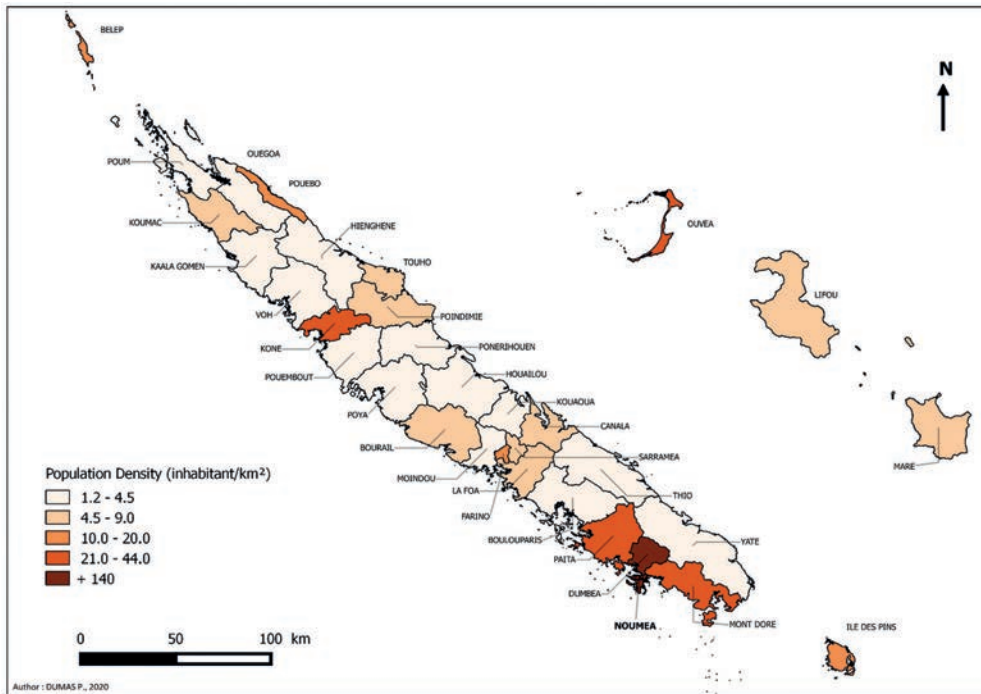 BELEP
N
OUEGOA
POUM
POUEBO
KOUMAC
HIENGHENE
OUVEA
KAALA GOMEN
TOUHO
LIFOU
VOH
POINDIMIE
KONE
PONERIHOUEN
POUEMBOUT
HOUAILOU
POYA
KOUAOUA
CANALA
BOURAIL
SARRAMEA
MARE
MOINDOU
LA FOA
THIO
FARINO
BOULOUPARIS
YATE
PAITA
DUMBEA
NOUMEA
MONT DORE
ILE DES PINS
Population Density (inhabitant/km²)
1.2 - 4.5
4.5 - 9.0
10.0 - 20.0
21.0 - 44.0
+ 140
0 50 100 km
Author : DUMAS P., 2020